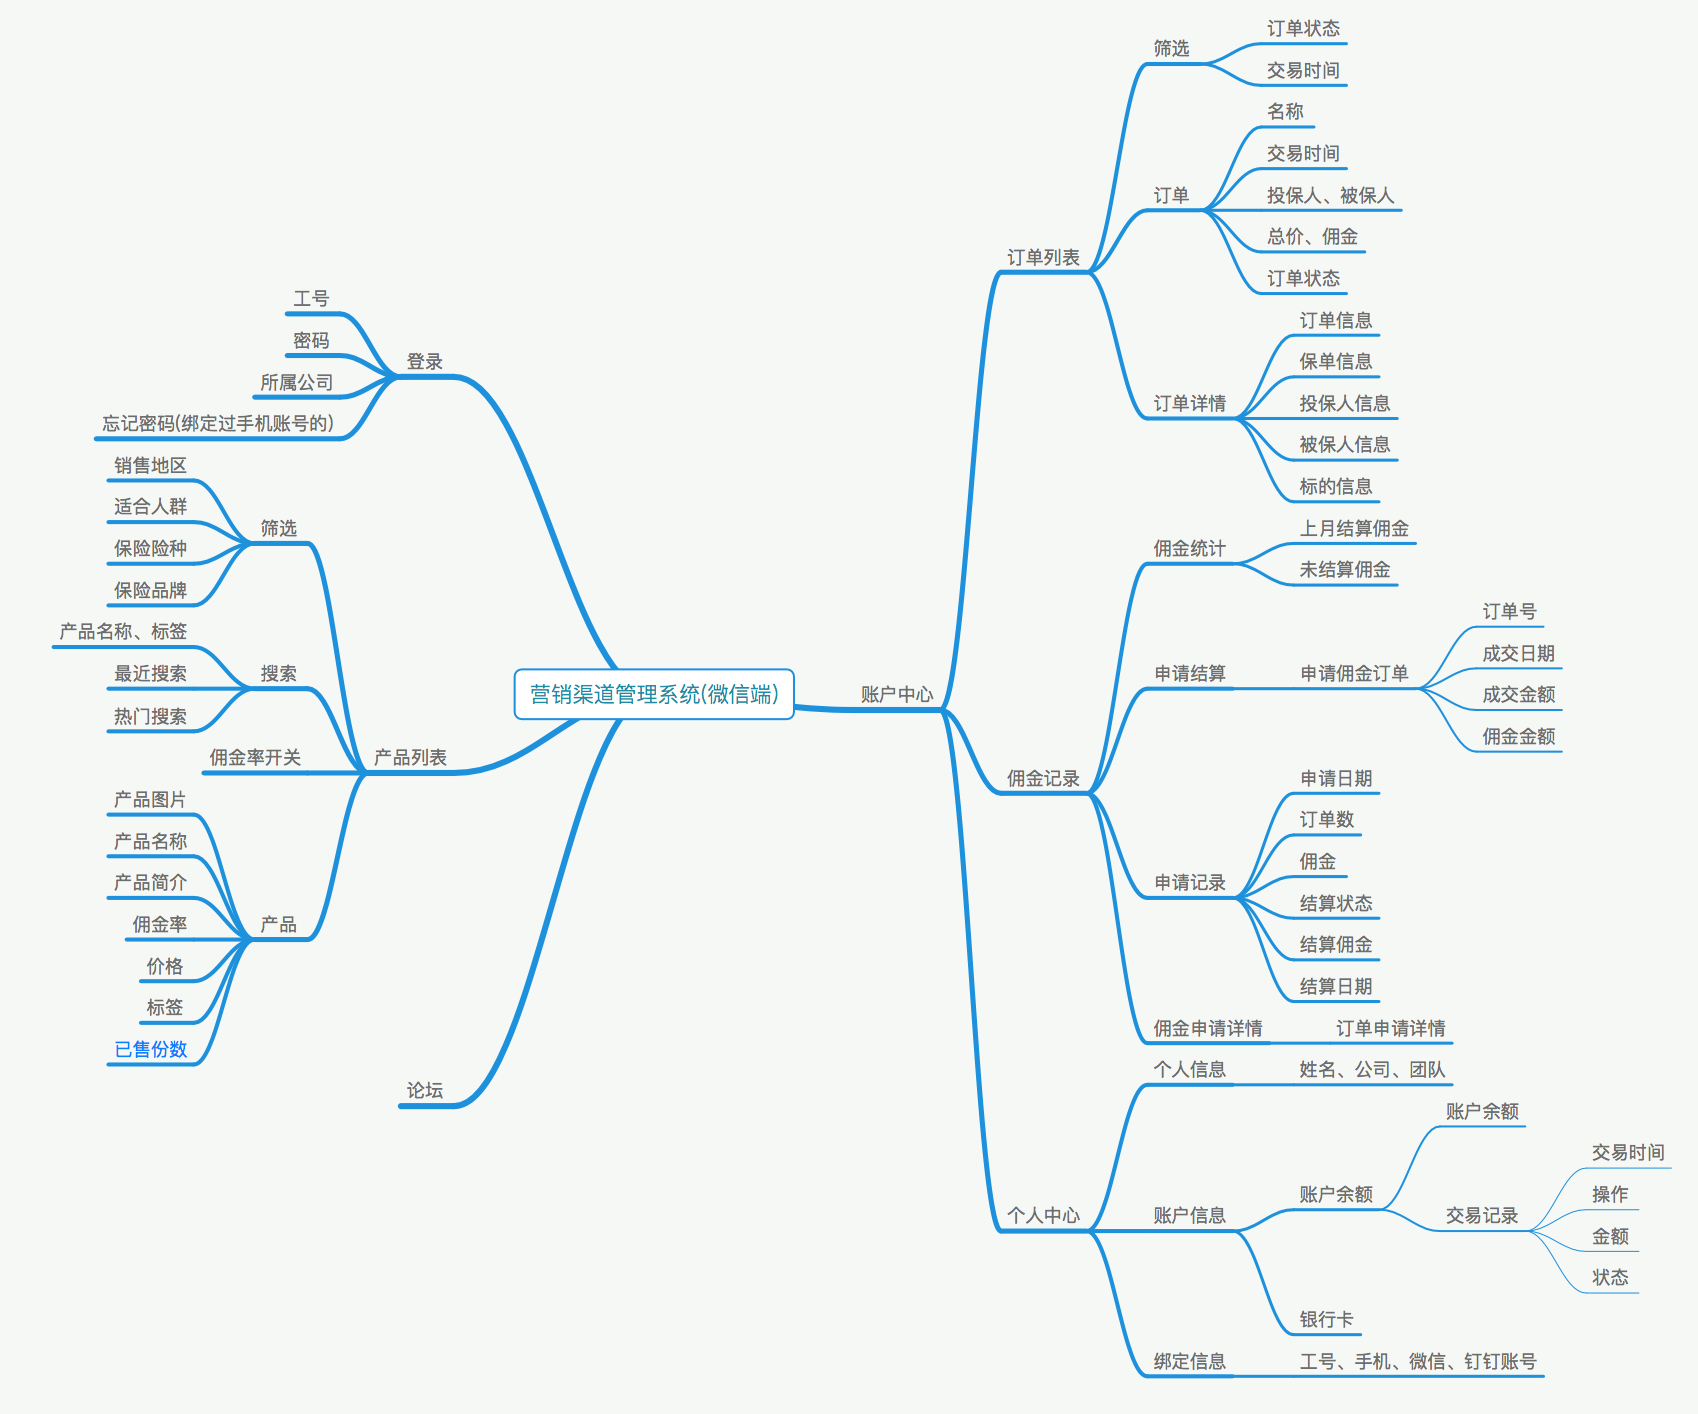 营销渠道管理系统(微信端)
登录
工号
密码
所属公司
忘记密码(绑定过手机账号的)
产品列表
筛选
销售地区
适合人群
保险险种
保险品牌
搜索
产品名称、标签
最近搜索
热门搜索
佣金率开关
产品
产品图片
产品名称
产品简介
佣金率
价格
标签
已售份数
论坛
账户中心
订单列表
筛选
订单状态
交易时间
订单
名称
交易时间
投保人、被保人
总价、佣金
订单状态
订单详情
订单信息
保单信息
投保人信息
被保人信息
标的信息
佣金记录
佣金统计
上月结算佣金
未结算佣金
申请结算
申请佣金订单
订单号
成交日期
成交金额
佣金金额
申请记录
申请日期
订单数
佣金
结算状态
结算佣金
结算日期
佣金申请详情
订单申请详情
个人中心
个人信息
姓名、公司、团队
账户信息
账户余额
账户余额
交易记录
交易时间
操作
金额
状态
银行卡
绑定信息
工号、手机、微信、钉钉账号